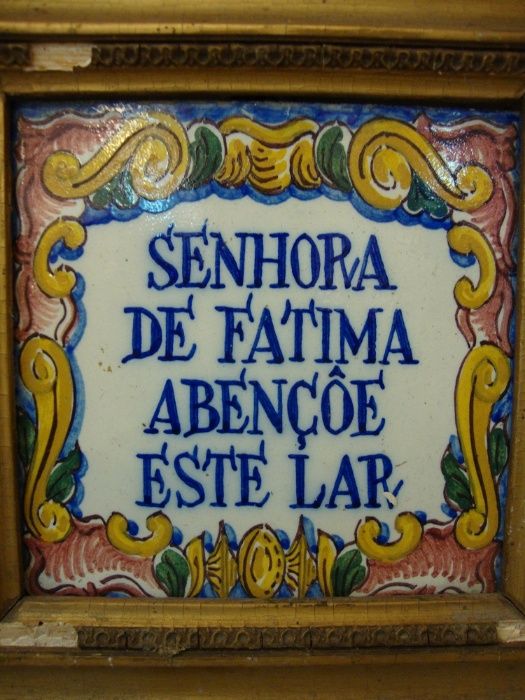 SENHORA
DE FATIMA
ABENÇÔE
ESTE LAR